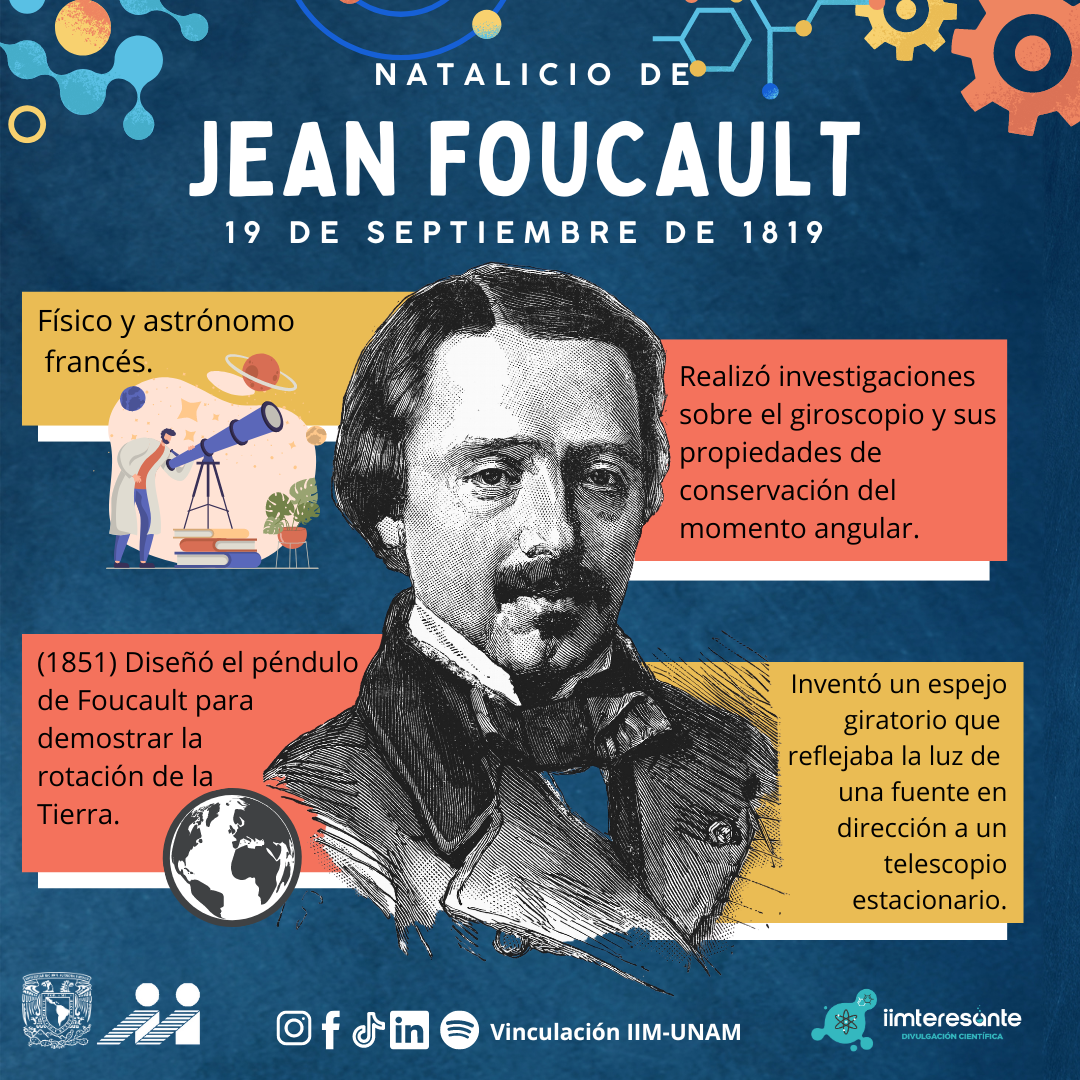 NATALICIO DE
JEAN FOUCAULT
19 DE SEPTIEMBRE DE 1819
Físico y astrónomo
francés.
Realizó investigaciones
sobre el giroscopio y sus
propiedades de
conservación del
momento angular.
(1851) Diseñó el péndulo
de Foucault para
demostrar la
rotación de la
Tierra.
Inventó un espejo
giratorio que
reflejaba la luz de
una fuente en
dirección a un
telescopio
estacionario.
Vinculación IIM-UNAM
iimteresante
DIVULGACIÓN CIENTÍFICA